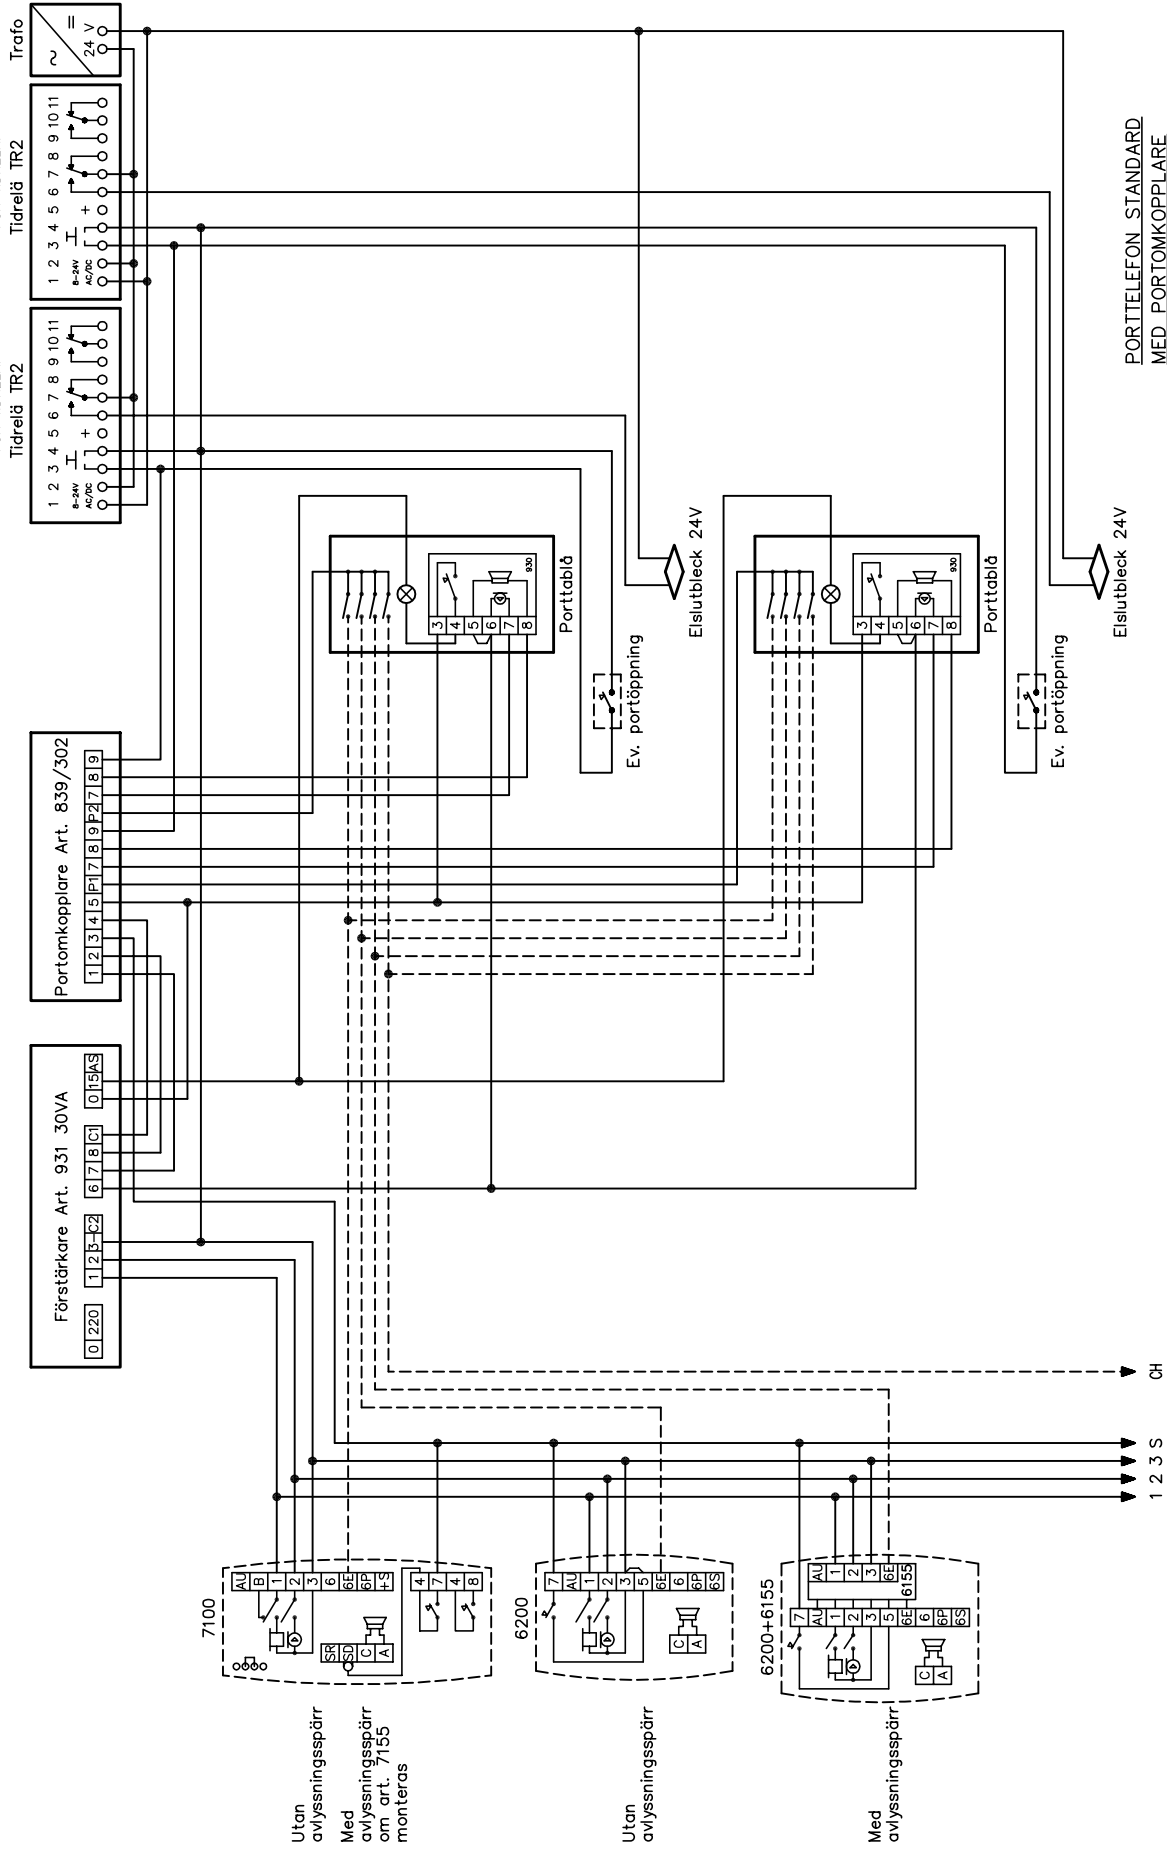 Trafo
24 V
Tidrelä TR2
1 2 3 4 5 6 7 8 9 10 11
8-24V
AC/DC
+
Tidrelä TR2
1 2 3 4 5 6 7 8 9 10 11
8-24V
AC/DC
+
Portomkopplare Art. 839/302
1 2 3 4 5 P1 7 8 9 P2 7 8 9
Förstärkare Art. 931 30VA
0 220
1 2 3-C2
6 7 8 C1
0 15 AS
Porttablå
3 4 5 6 7 8
930
Elslutbleck 24V
Ev. portöppning
Porttablå
3 4 5 6 7 8
930
Elslutbleck 24V
Ev. portöppning
7100
AU B 1 2 3 6 6E 6P +S
4 7 4 8
SR SD C A
Utan
avlyssningsspärr
Med
avlyssningsspärr
om art. 7155
monteras
6200
7 AU 1 2 3 5 6E 6 6P 6S
C A
Utan
avlyssningsspärr
6200+6155
AU 1 2 3 6E
6155
7 AU 1 2 3 5 6E 6 6P 6S
C A
Med
avlyssningsspärr
1 2 3 S
CH
PORTTELEFON STANDARD
MED PORTOMKOPPLARE